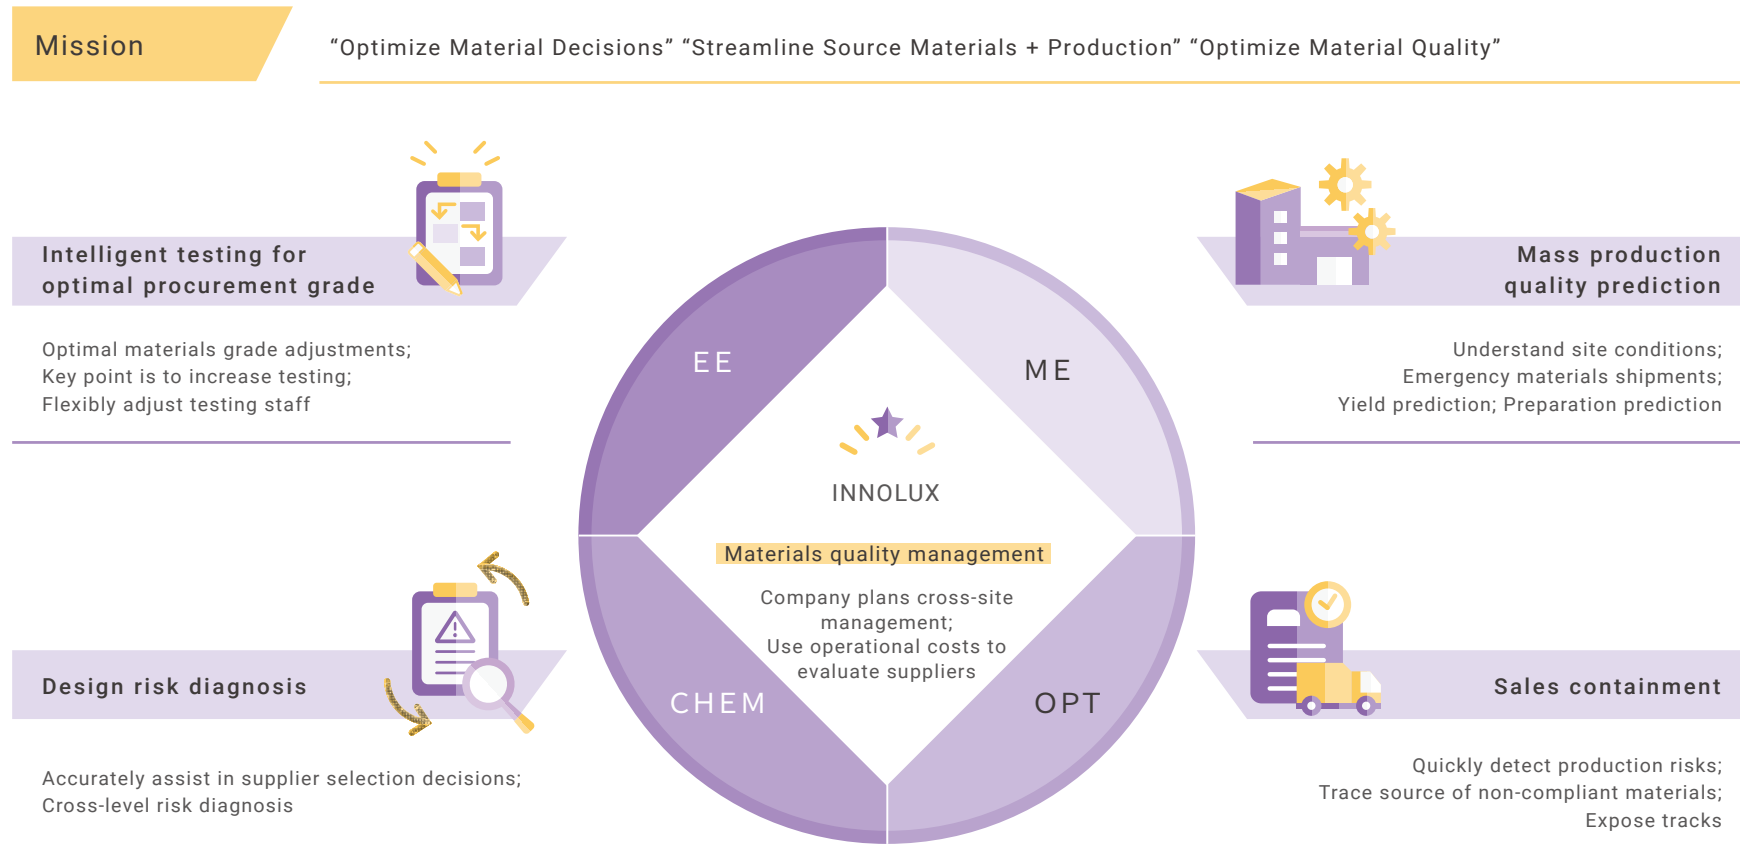 Mission
“Optimize Material Decisions” “Streamline Source Materials + Production” “Optimize Material Quality”
Intelligent testing for
optimal procurement grade
Optimal materials grade adjustments;
Key point is to increase testing;
Flexibly adjust testing staff
Mass production
quality prediction
Understand site conditions;
Emergency materials shipments;
Yield prediction; Preparation prediction
EE
ME
INNOLUX
Materials quality management
Company plans cross-site
management;
Use operational costs to
evaluate suppliers
CHEM
OPT
Design risk diagnosis
Accurately assist in supplier selection decisions;
Cross-level risk diagnosis
Sales containment
Quickly detect production risks;
Trace source of non-compliant materials;
Expose tracks